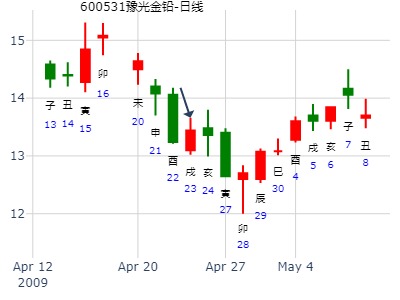 600531豫光金铅-日线
15
14
13
12
子
13
丑
14
寅
15
卯
16
未
20
申
21
酉
22
戌
23
亥
24
寅
27
卯
28
辰
29
巳
30
酉
4
戌
5
亥
6
子
7
丑
8
Apr 12
2009
Apr 20
Apr 27
May 4